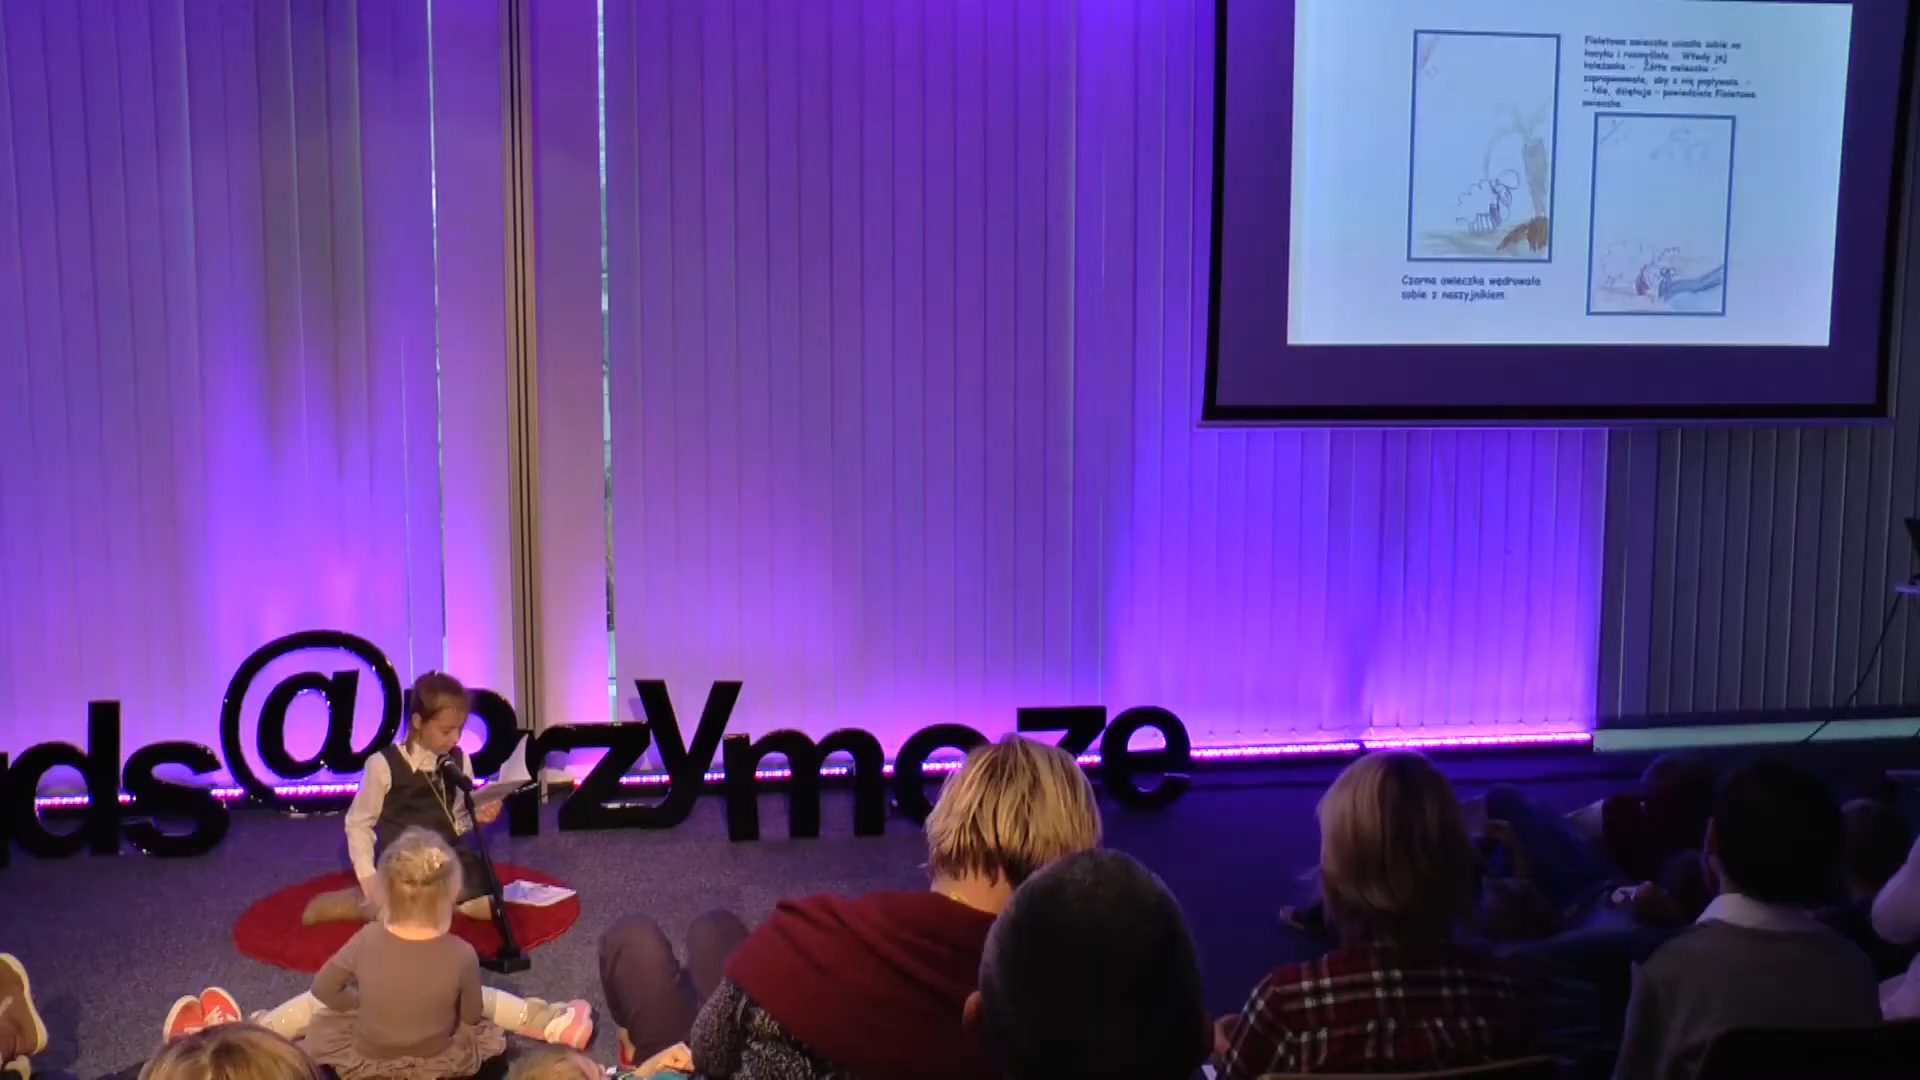 Fioletowa owieczka usiadła sobie na
kocyku i rozmyślała. Wtedy jej
koleżanka - Żółta owieczka -
zaproponowała, aby z nią popływała. -
- Nie, dziękuję - powiedziała Fioletowa
owieczka.
Czarna owieczka wędrowała
sobie z naszyjnikiem.
ds@Przymorze